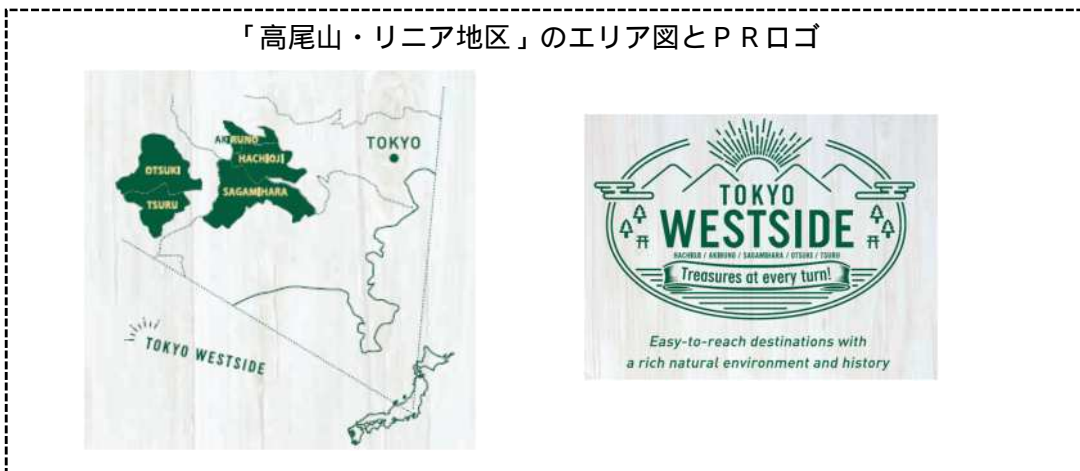 「高尾山・リニア地区」のエリア図とＰＲロゴ
AKIRUNO
HACHIOJI
OTSUKI
SAGAMIHARA
TSURU
TOKYO
TOKYO WESTSIDE
TOKYO
WESTSIDE
HACHIOJI / AKIRUNO / SAGAMIHARA / OTSUKI / TSURU
Treasures at every turn!
Easy-to-reach destinations with
a rich natural environment and history